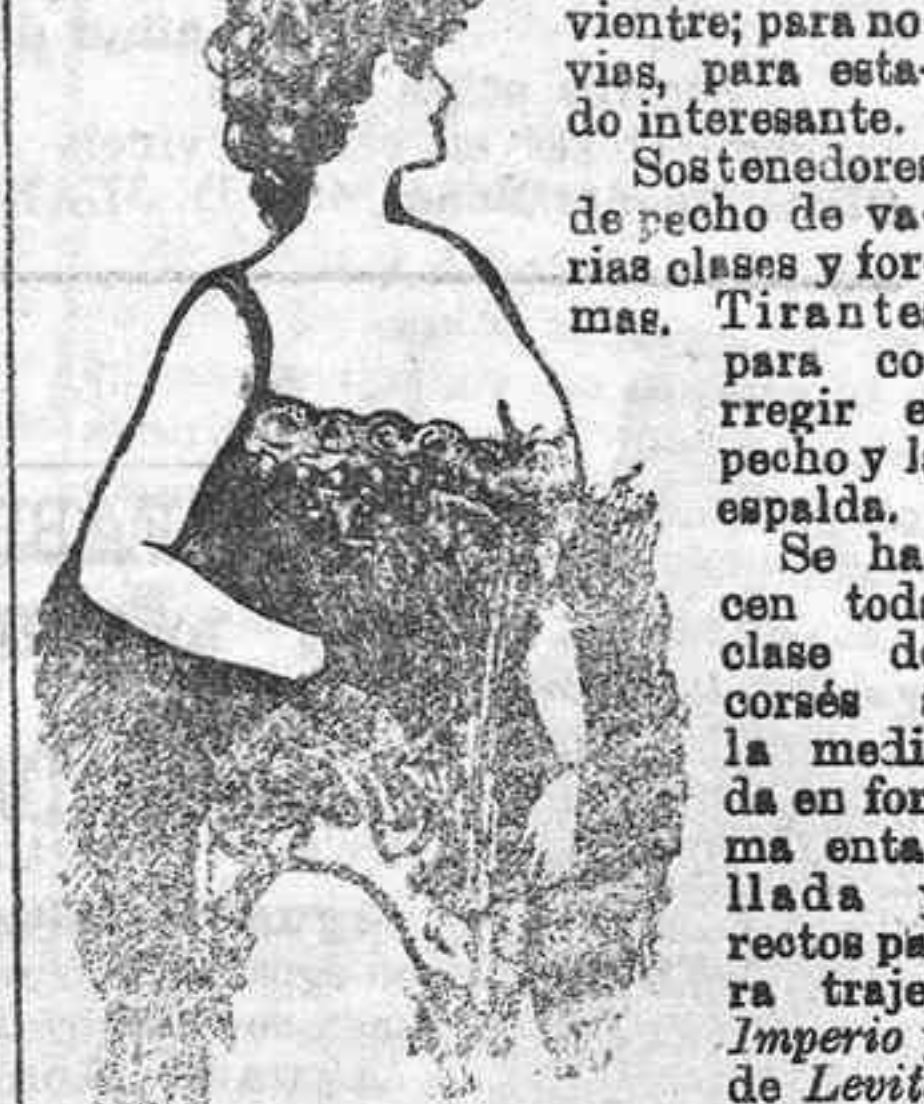 vientre; para no
vias, para esta-
do interesante.
Sostenedores
de pecho de va
rias clases y for
mas. Tirante
para co
rregir e
pecho y l
espalda.
Se ha
cen tod
clase d
corsés
la medi
da en for
ma enta
llada
rectos pa
ra traje
Imperio
de Levit